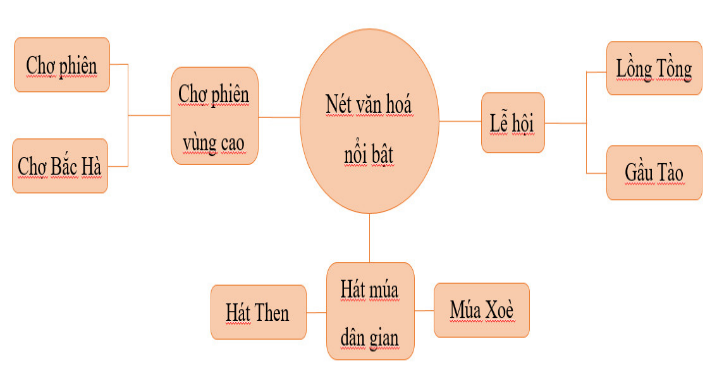 Chợ phiên
Chợ Bắc Hà
Chợ phiên
vùng cao
Nét văn hoá
nổi bật
Lễ hội
Lồng Tồng
Gầu Tào
Hát Then
Hát múa
dân gian
Múa Xoè